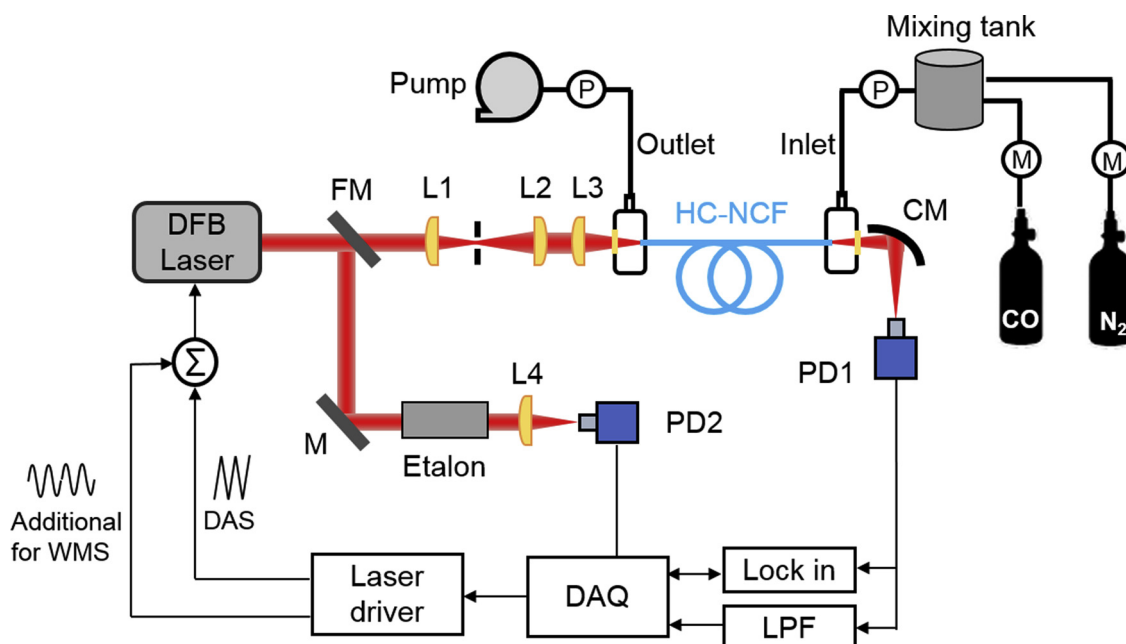 Mixing tank
Pump
P
P
Outlet
Inlet
M
M
FM
L1
L2
L3
HC-NCF
CM
DFB
Laser
CO
N₂
Σ
PD1
L4
M
PD2
Etalon
Additional
for WMS
DAS
Laser
driver
DAQ
Lock in
LPF